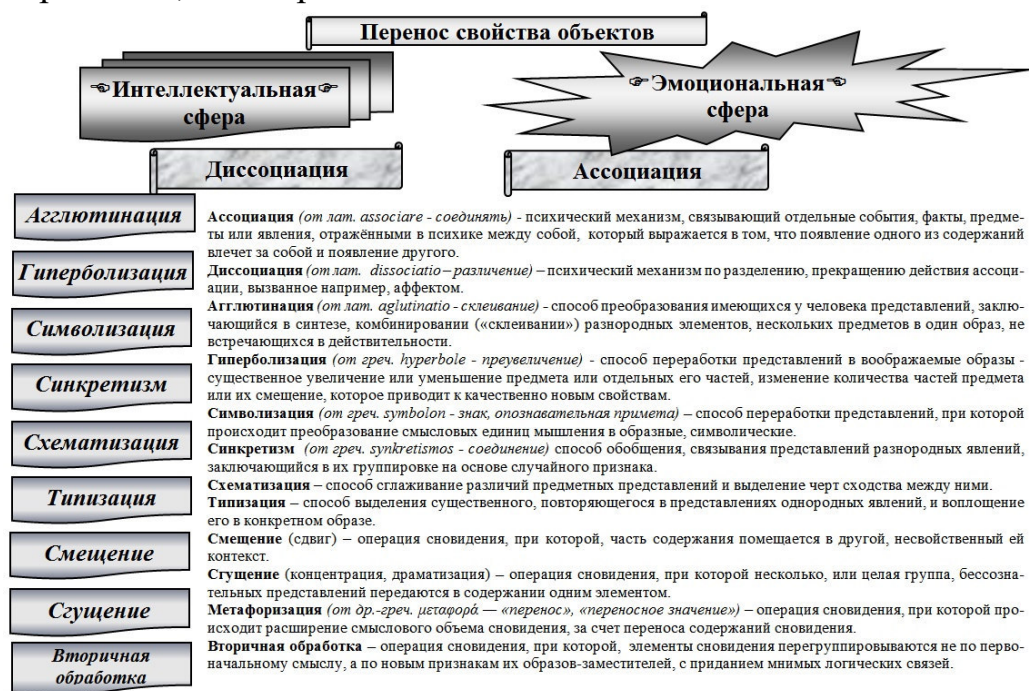 Перенос свойства объектов
Интеллектуальная
сфера
Эмоциональная
сфера
Диссоциация
Ассоциация
Агглютинация
Гиперболизация
Символизация
Синкретизм
Схематизация
Типизация
Смещение
Сгущение
Вторичная
обработка
Ассоциация (от лат. associare - соединять) - психический механизм, связывающий отдельные события, факты, предме-
ты или явления, отражёнными в психике между собой, который выражается в том, что появление одного из содержаний
влечет за собой и появление другого.
Диссоциация (от лат. dissociatio – различение) – психический механизм по разделению, прекращению действия ассоци-
ации, вызванное например, аффектом.
Агглютинация (от лат. aglutinatio - склеивание) - способ преобразования имеющихся у человека представлений, заклю-
чающийся в синтезе, комбинировании («склеивании») разнородных элементов, нескольких предметов в один образ, не
встречающихся в действительности.
Гиперболизация (от греч. hyperbole - преувеличение) - способ переработки представлений в воображаемые образы -
существенное увеличение или уменьшение предмета или отдельных его частей, изменение количества частей предмета
или их смещение, которое приводит к качественно новым свойствам.
Символизация (от греч. symbolon - знак, опознавательная примета) – способ переработки представлений, при которой
происходит преобразование смысловых единиц мышления в образные, символические.
Синкретизм (от греч. synkretismos - соединение) способ обобщения, связывания представлений разнородных явлений,
заключающийся в их группировке на основе случайного признака.
Схематизация – способ сглаживание различий предметных представлений и выделение черт сходства между ними.
Типизация – способ выделения существенного, повторяющегося в представлениях однородных явлений, и воплощение
его в конкретном образе.
Смещение (сдвиг) – операция сновидения, при которой, часть содержания помещается в другой, несвойственный ей
контекст.
Сгущение (концентрация, драматизация) – операция сновидения, при которой несколько, или целая группа, бессозна-
тельных представлений передаются в содержании одним элементом.
Метафоризация (от др.-греч. μεταφορά — «перенос», «переносное значение») – операция сновидения, при которой про-
исходит расширение смыслового объема сновидения, за счет переноса содержаний сновидения.
Вторичная обработка – операция сновидения, при которой, элементы сновидения перегруппировываются не по перво-
начальному смыслу, а по новым признакам их образов-заместителей, с приданием мнимых логических связей.